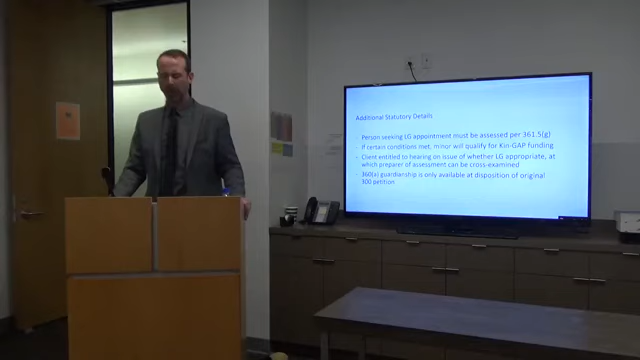 Additional Statutory Details
- Person seeking LG appointment must be assessed per 361.5(g)
- If certain conditions met, minor will qualify for Kin-GAP funding
- Client entitled to hearing on issue of whether LG appropriate, at
which preparer of assessment can be cross-examined
- 360(a) guardianship is only available at disposition of original
300 petition